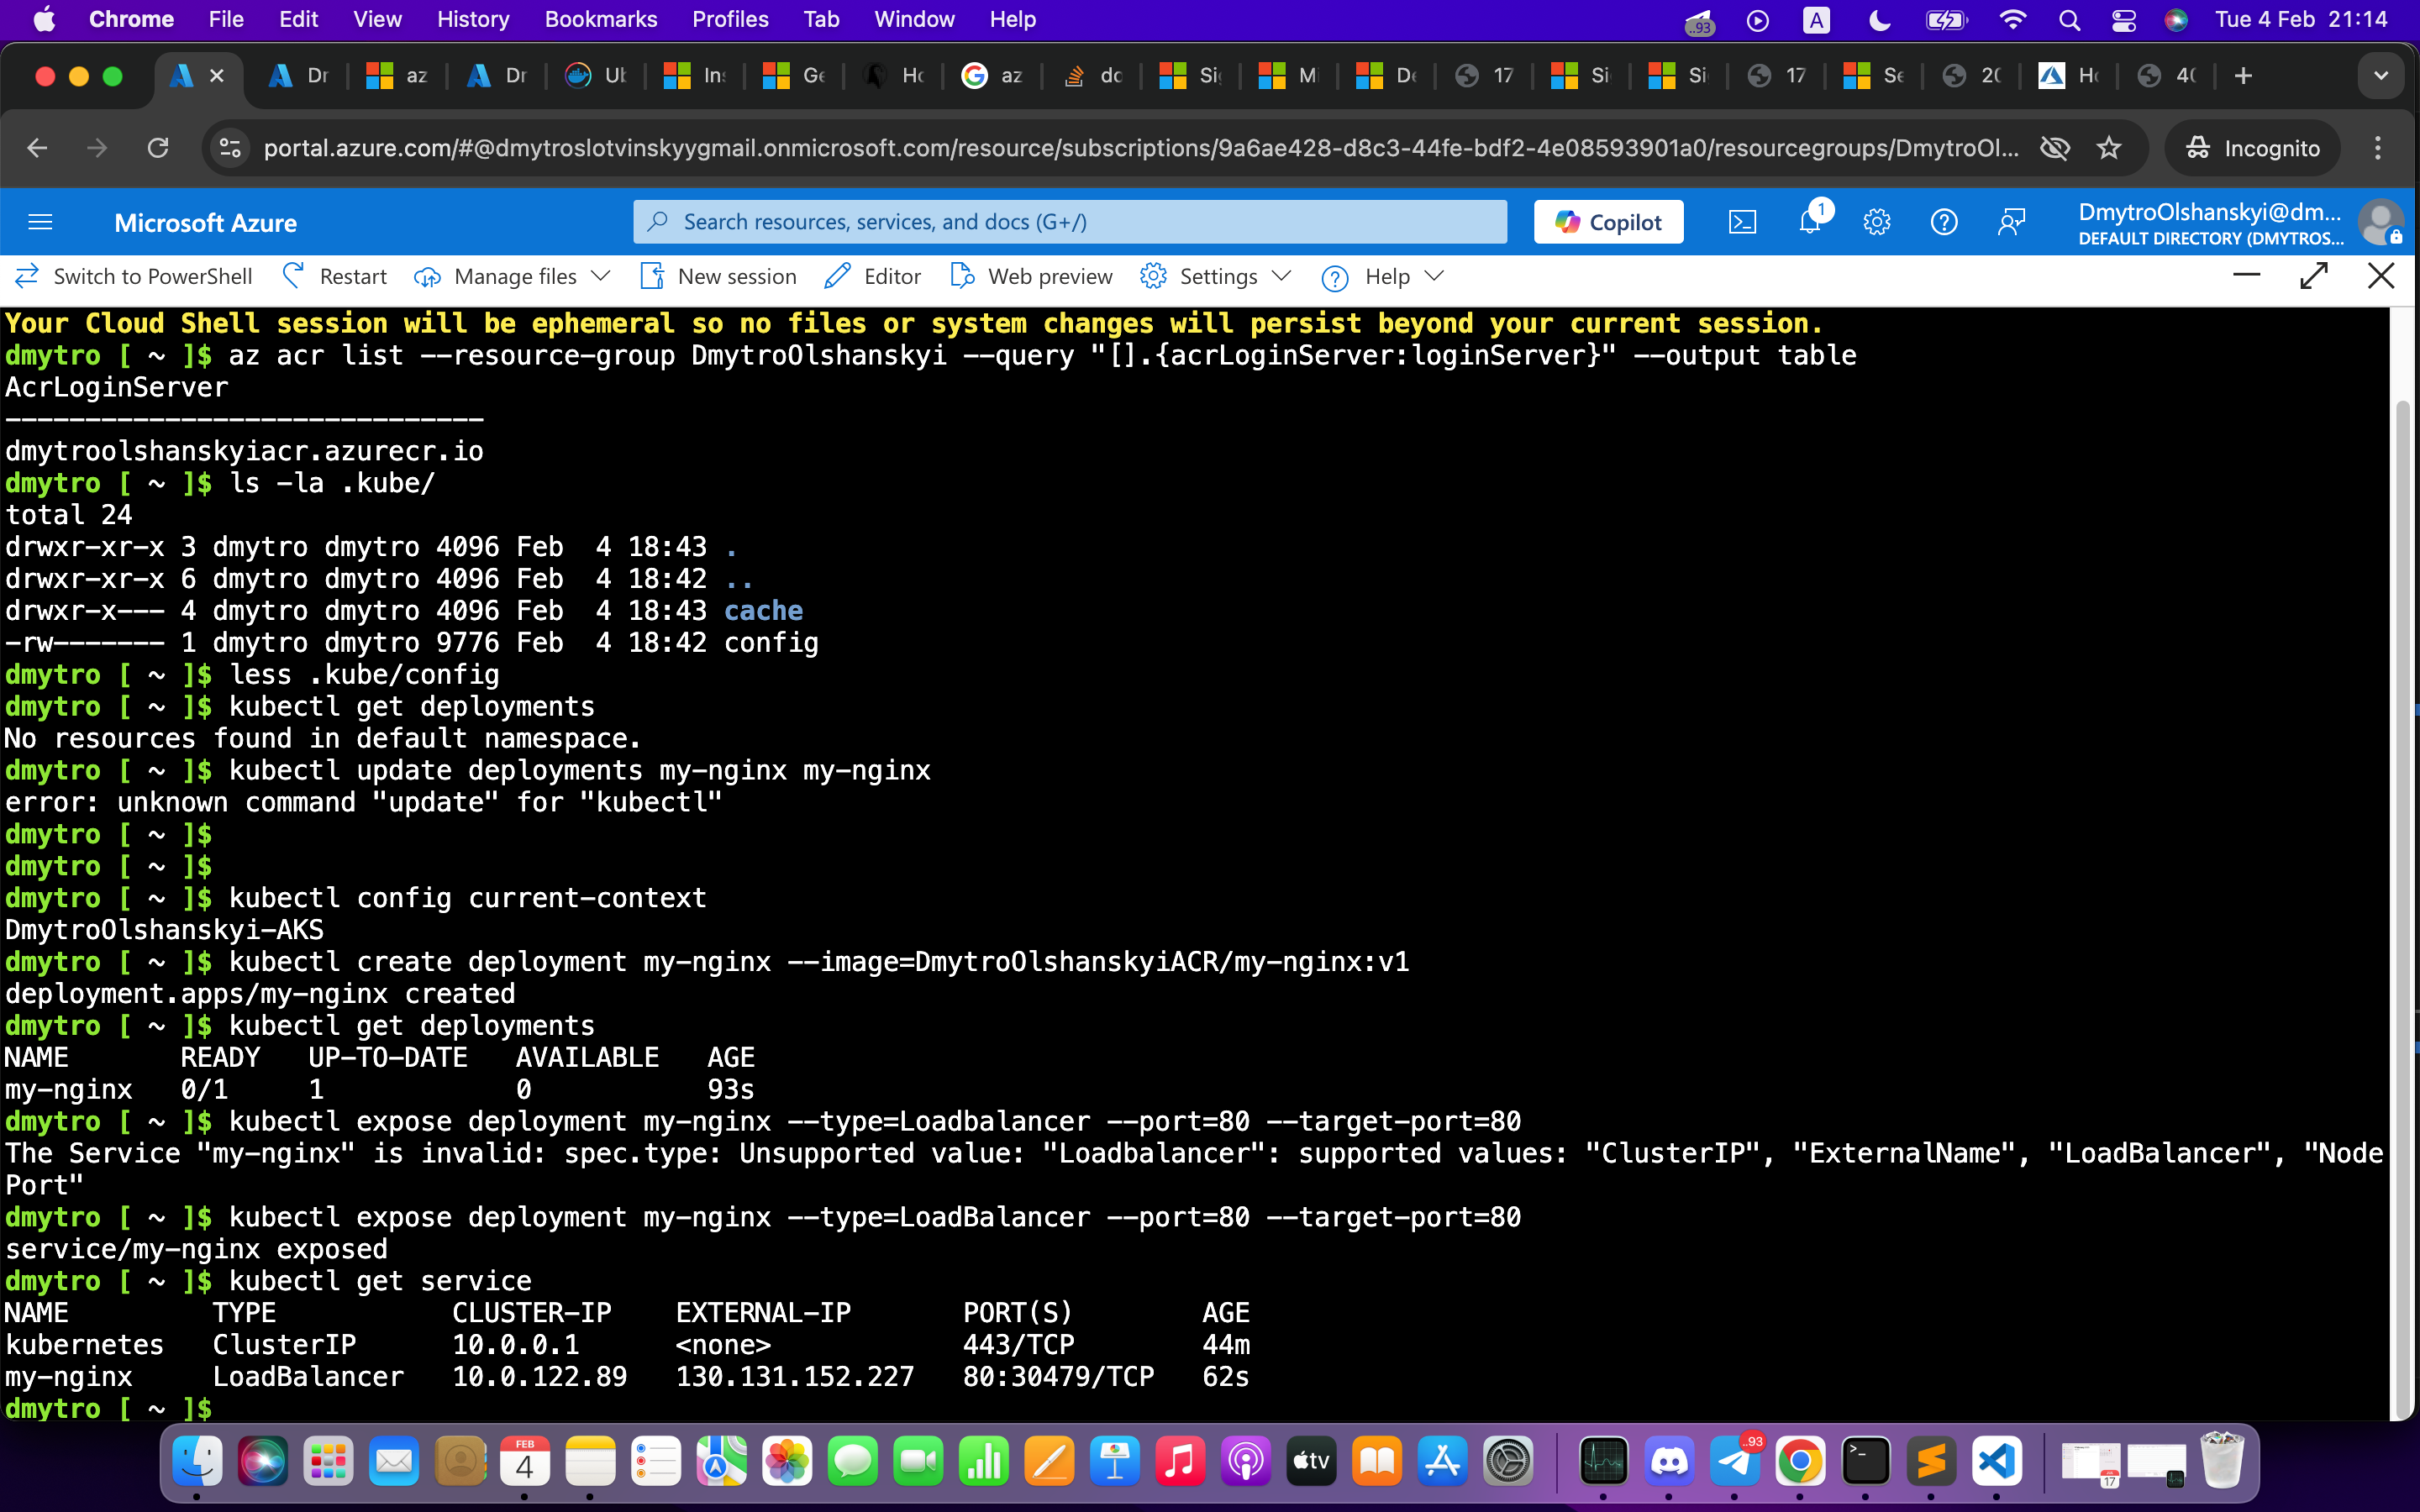 Chrome File Edit View History Bookmarks Profiles Tab Window Help ..93 A Tue 4 Feb 21:14
Dr az Dr Ub Ins Ge Ho az do Sig Mi De 17 Si Si 17 Se 20 Ho 40
portal.azure.com/#@dmytroslotvinskyygmail.onmicrosoft.com/resource/subscriptions/9a6ae428-d8c3-44fe-bdf2-4e08593901a0/resourcegroups/DmytroOl... Incognito
Microsoft Azure Search resources, services, and docs (G+/) Copilot 1 DmytroOlshanskyi@dm...
DEFAULT DIRECTORY (DMYTROS...
Switch to PowerShell Restart Manage files New session Editor Web preview Settings Help
Your Cloud Shell session will be ephemeral so no files or system changes will persist beyond your current session.
dmytro [ ~ ]$ az acr list --resource-group DmytroOlshanskyi --query "[].{acrLoginServer:loginServer}" --output table
AcrLoginServer
------------------------------
dmytroolshanskyiacr.azurecr.io
dmytro [ ~ ]$ ls -la .kube/
total 24
drwxr-xr-x 3 dmytro dmytro 4096 Feb  4 18:43 .
drwxr-xr-x 6 dmytro dmytro 4096 Feb  4 18:42 ..
drwxr-x--- 4 dmytro dmytro 4096 Feb  4 18:43 cache
-rw------- 1 dmytro dmytro 9776 Feb  4 18:42 config
dmytro [ ~ ]$ less .kube/config
dmytro [ ~ ]$ kubectl get deployments
No resources found in default namespace.
dmytro [ ~ ]$ kubectl update deployments my-nginx my-nginx
error: unknown command "update" for "kubectl"
dmytro [ ~ ]$
dmytro [ ~ ]$
dmytro [ ~ ]$ kubectl config current-context
DmytroOlshanskyi-AKS
dmytro [ ~ ]$ kubectl create deployment my-nginx --image=DmytroOlshanskyiACR/my-nginx:v1
deployment.apps/my-nginx created
dmytro [ ~ ]$ kubectl get deployments
NAME       READY   UP-TO-DATE   AVAILABLE   AGE
my-nginx   0/1     1            0           93s
dmytro [ ~ ]$ kubectl expose deployment my-nginx --type=Loadbalancer --port=80 --target-port=80
The Service "my-nginx" is invalid: spec.type: Unsupported value: "Loadbalancer": supported values: "ClusterIP", "ExternalName", "LoadBalancer", "Node
Port"
dmytro [ ~ ]$ kubectl expose deployment my-nginx --type=LoadBalancer --port=80 --target-port=80
service/my-nginx exposed
dmytro [ ~ ]$ kubectl get service
NAME         TYPE           CLUSTER-IP    EXTERNAL-IP       PORT(S)        AGE
kubernetes   ClusterIP      10.0.0.1      <none>            443/TCP        44m
my-nginx     LoadBalancer   10.0.122.89   130.131.152.227   80:30479/TCP   62s
dmytro [ ~ ]$
FEB
4
tv
..93
17